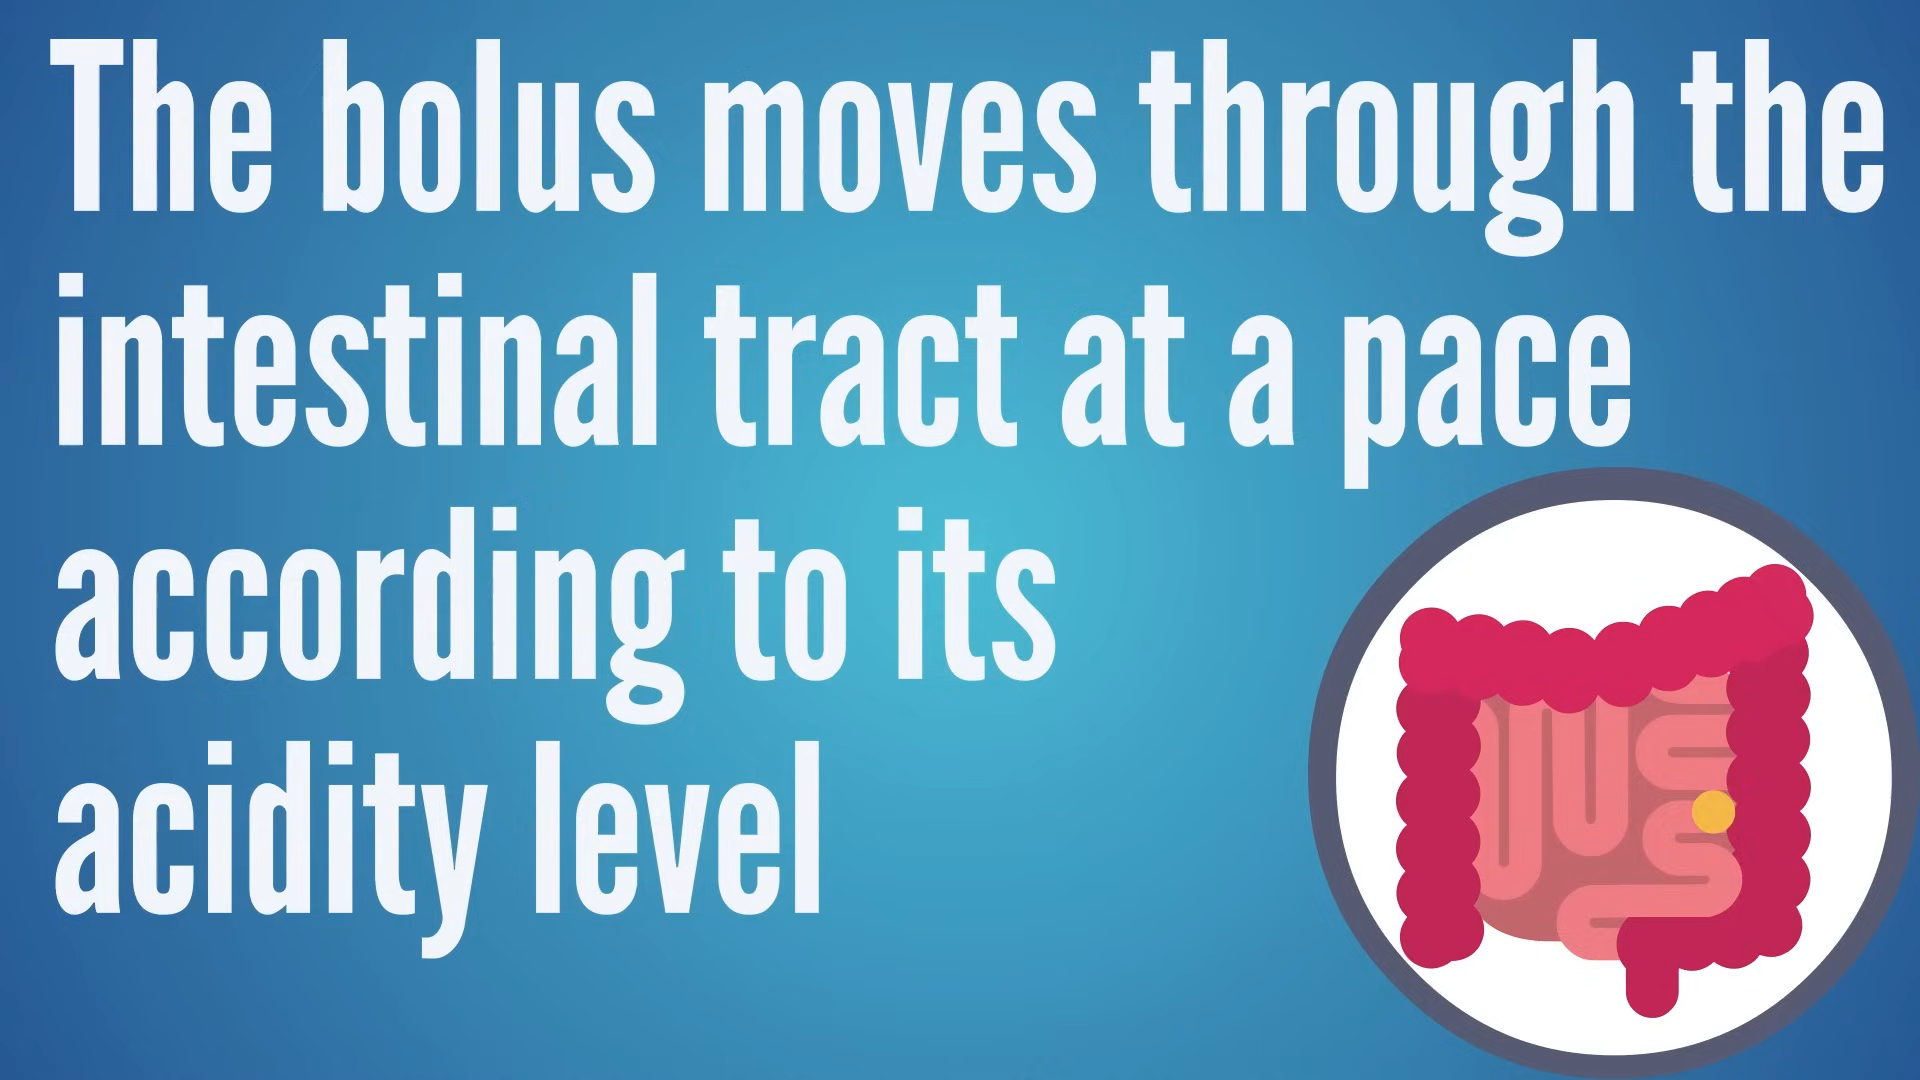 The bolus moves through the
intestinal tract at a pace
according to its
acidity level